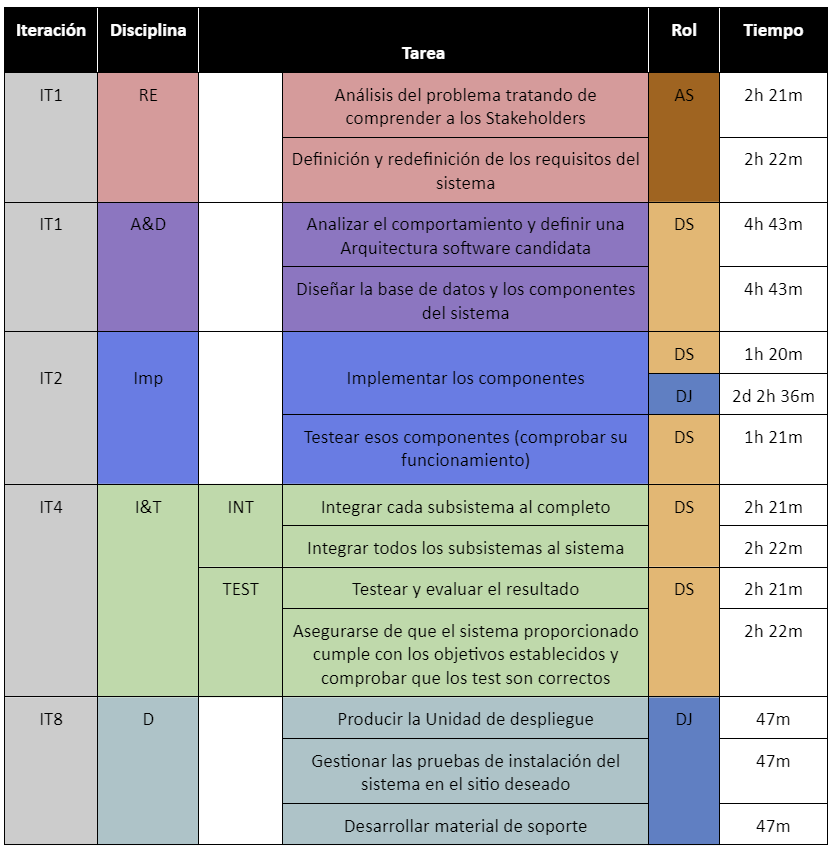 Iteración Disciplina Tarea Rol Tiempo
IT1 RE Análisis del problema tratando de AS 2h 21m
comprender a los Stakeholders
Definición y redefinición de los requisitos del 2h 22m
sistema
IT1 A&D Analizar el comportamiento y definir una DS 4h 43m
Arquitectura software candidata
Diseñar la base de datos y los componentes 4h 43m
del sistema
DS 1h 20m
IT2 Imp Implementar los componentes
DJ 2d 2h 36m
Testear esos componentes (comprobar su DS 1h 21m
funcionamiento)
IT4 I&T INT Integrar cada subsistema al completo DS 2h 21m
Integrar todos los subsistemas al sistema 2h 22m
TEST Testear y evaluar el resultado DS 2h 21m
Asegurarse de que el sistema proporcionado 2h 22m
cumple con los objetivos establecidos y
comprobar que los test son correctos
IT8 D Producir la Unidad de despliegue DJ 47m
Gestionar las pruebas de instalación del 47m
sistema en el sitio deseado
Desarrollar material de soporte 47m